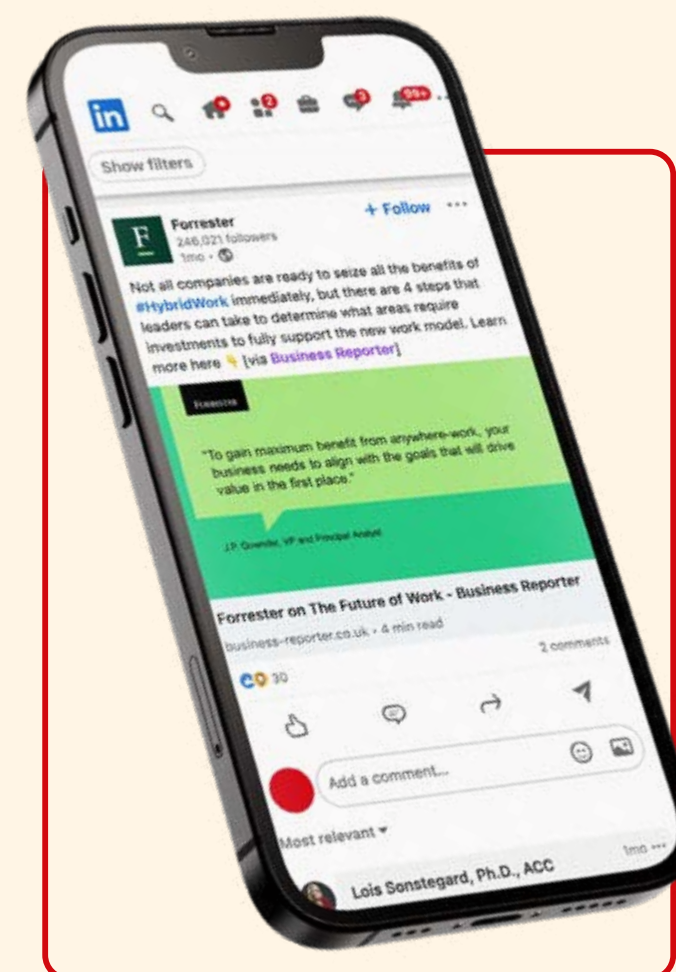 in
2
3
99+
Show filters
F
Forrester
+ Follow
246,021 followers
1mo •
Not all companies are ready to seize all the benefits of
#HybridWork immediately, but there are 4 steps that
leaders can take to determine what areas require
investments to fully support the new work model. Learn
more here 👇 [via Business Reporter]
FORRESTER
"To gain maximum benefit from anywhere-work, your
business needs to align with the goals that will drive
value in the first place."
J.P. Gownder, VP and Principal Analyst
Forrester on The Future of Work - Business Reporter
business-reporter.co.uk • 4 min read
30
2 comments
Add a comment...
Most relevant
Lois Sonstegard, Ph.D., ACC
1mo